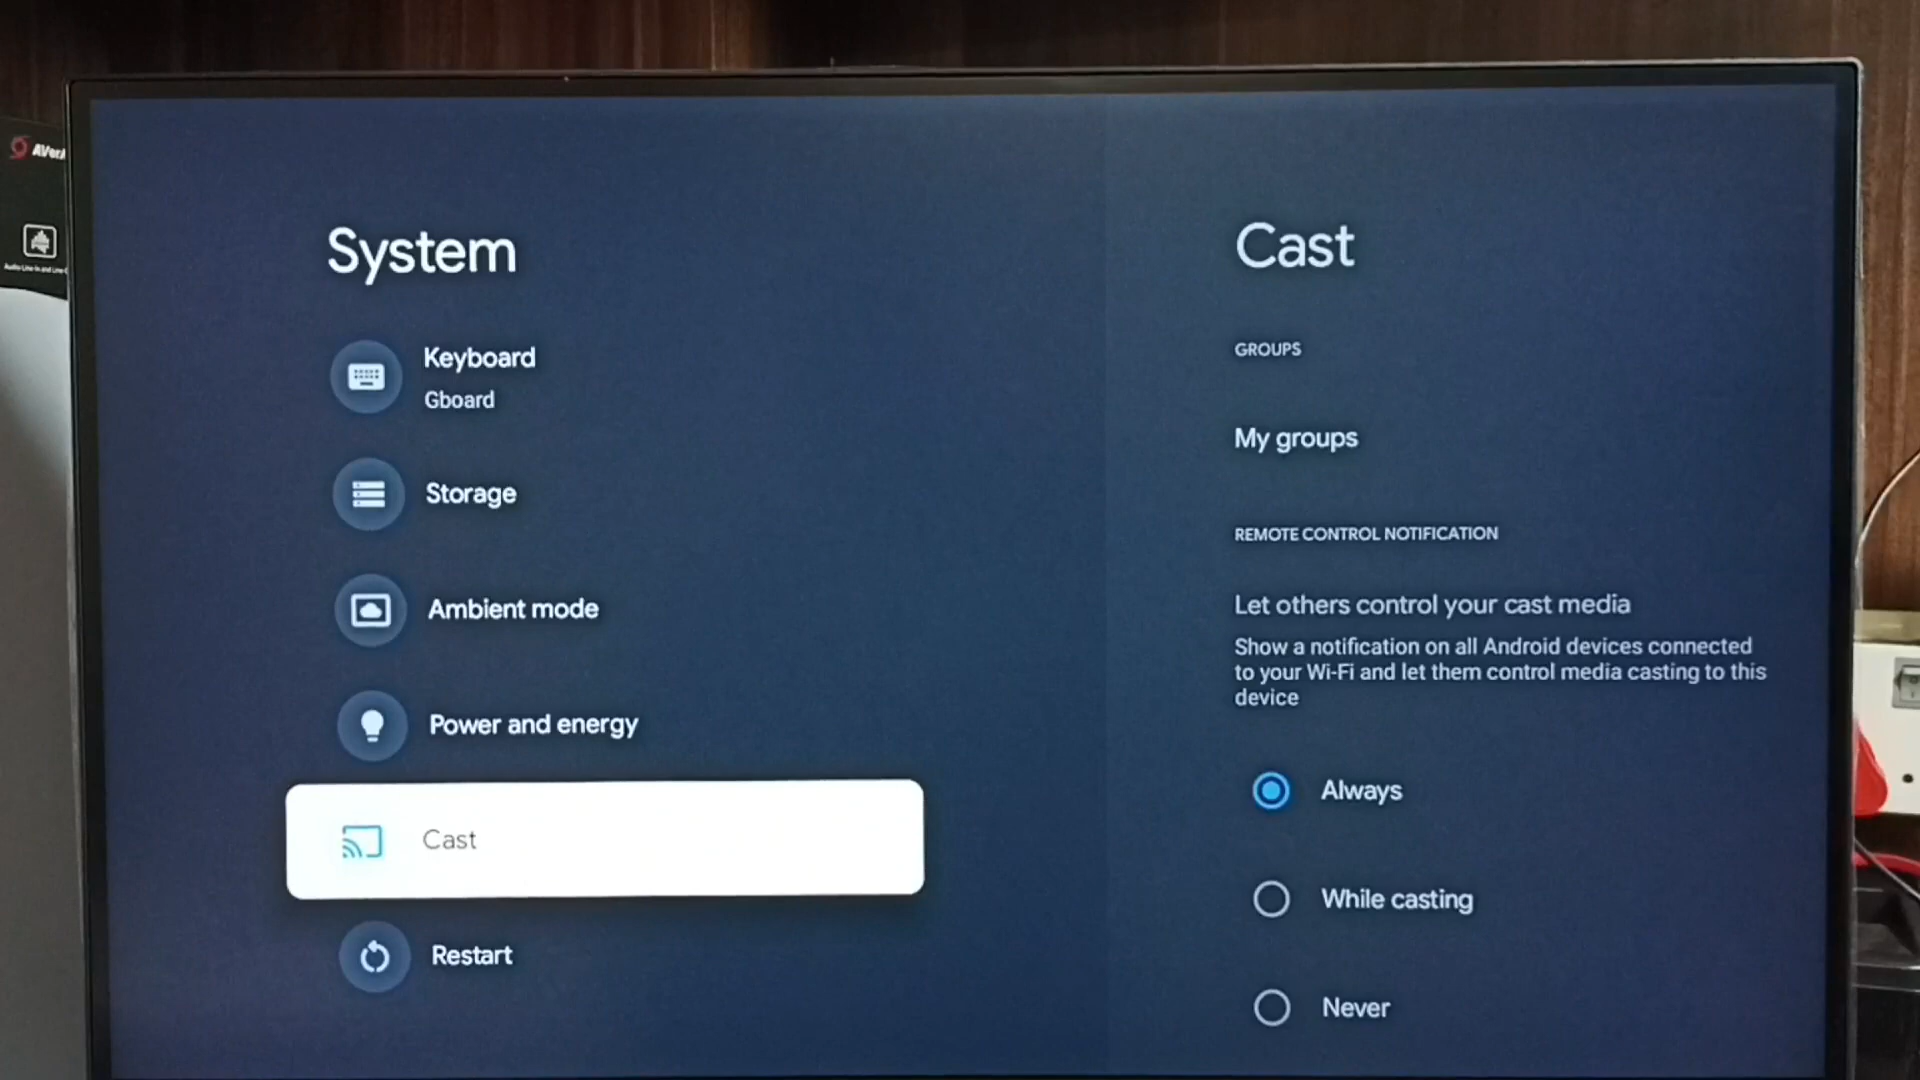 System
Keyboard
Gboard
Storage
Ambient mode
Power and energy
Cast
Restart
Cast
GROUPS
My groups
REMOTE CONTROL NOTIFICATION
Let others control your cast media
Show a notification on all Android devices connected
to your Wi-Fi and let them control media casting to this
device
Always
While casting
Never